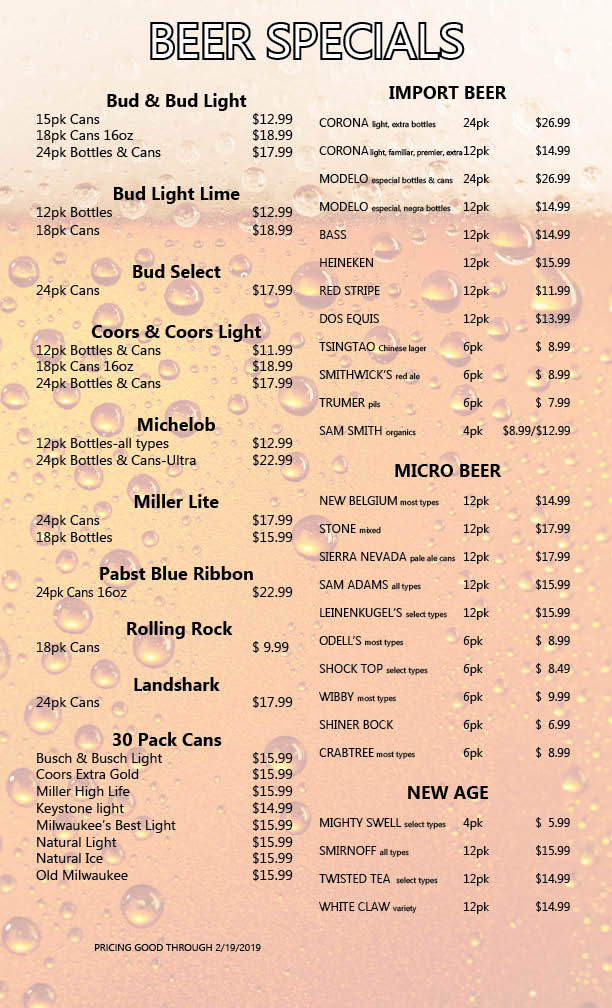 BEER SPECIALS
Bud & Bud Light
15pk Cans $12.99
18pk Cans 16oz $18.99
24pk Bottles & Cans $17.99
Bud Light Lime
12pk Bottles $12.99
18pk Cans $18.99
Bud Select
24pk Cans $17.99
Coors & Coors Light
12pk Bottles & Cans $11.99
18pk Cans 16oz $18.99
24pk Bottles & Cans $17.99
Michelob
12pk Bottles-all types $12.99
24pk Bottles & Cans-Ultra $22.99
Miller Lite
24pk Cans $17.99
18pk Bottles $15.99
Pabst Blue Ribbon
24pk Cans 16oz $22.99
Rolling Rock
18pk Cans $ 9.99
Landshark
24pk Cans $17.99
30 Pack Cans
Busch & Busch Light $15.99
Coors Extra Gold $15.99
Miller High Life $15.99
Keystone light $14.99
Milwaukee's Best Light $15.99
Natural Light $15.99
Natural Ice $15.99
Old Milwaukee $15.99
PRICING GOOD THROUGH 2/19/2019
IMPORT BEER
CORONA light, extra bottles 24pk $26.99
CORONA light, familiar, premier, extra 12pk $14.99
MODELO especial bottles & cans 24pk $26.99
MODELO especial, negra bottles 12pk $14.99
BASS 12pk $14.99
HEINEKEN 12pk $15.99
RED STRIPE 12pk $11.99
DOS EQUIS 12pk $13.99
TSINGTAO Chinese lager 6pk $ 8.99
SMITHWICK'S red ale 6pk $ 8.99
TRUMER pils 6pk $ 7.99
SAM SMITH organics 4pk $8.99/$12.99
MICRO BEER
NEW BELGIUM most types 12pk $14.99
STONE mixed 12pk $17.99
SIERRA NEVADA pale ale cans 12pk $17.99
SAM ADAMS all types 12pk $15.99
LEINENKUGEL'S select types 12pk $15.99
ODELL'S most types 6pk $ 8.99
SHOCK TOP select types 6pk $ 8.49
WIBBY most types 6pk $ 9.99
SHINER BOCK 6pk $ 6.99
CRABTREE most types 6pk $ 8.99
NEW AGE
MIGHTY SWELL select types 4pk $ 5.99
SMIRNOFF all types 12pk $15.99
TWISTED TEA select types 12pk $14.99
WHITE CLAW variety 12pk $14.99